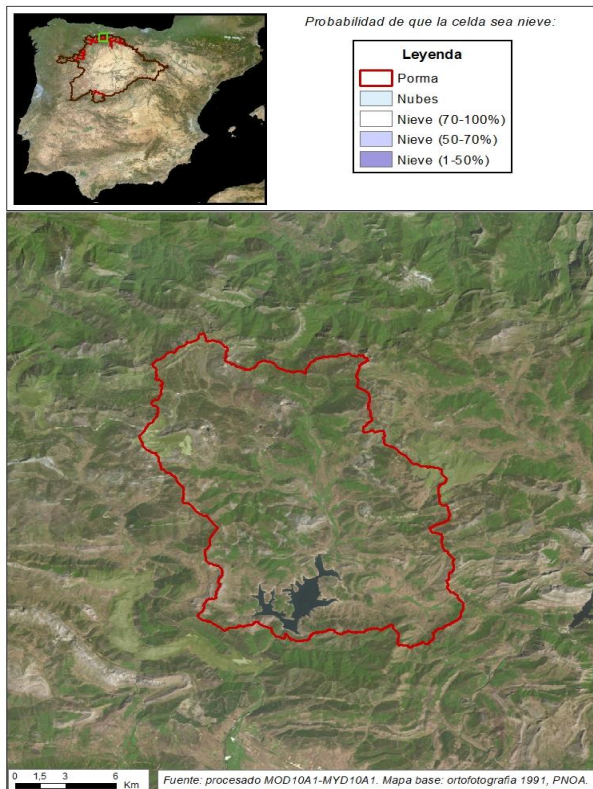 Probabilidad de que la celda sea nieve:
Leyenda
Porma
Nubes
Nieve (70-100%)
Nieve (50-70%)
Nieve (1-50%)
0 1,5 3 6
Km
Fuente: procesado MOD10A1-MYD10A1. Mapa base: ortofotografia 1991, PNOA.